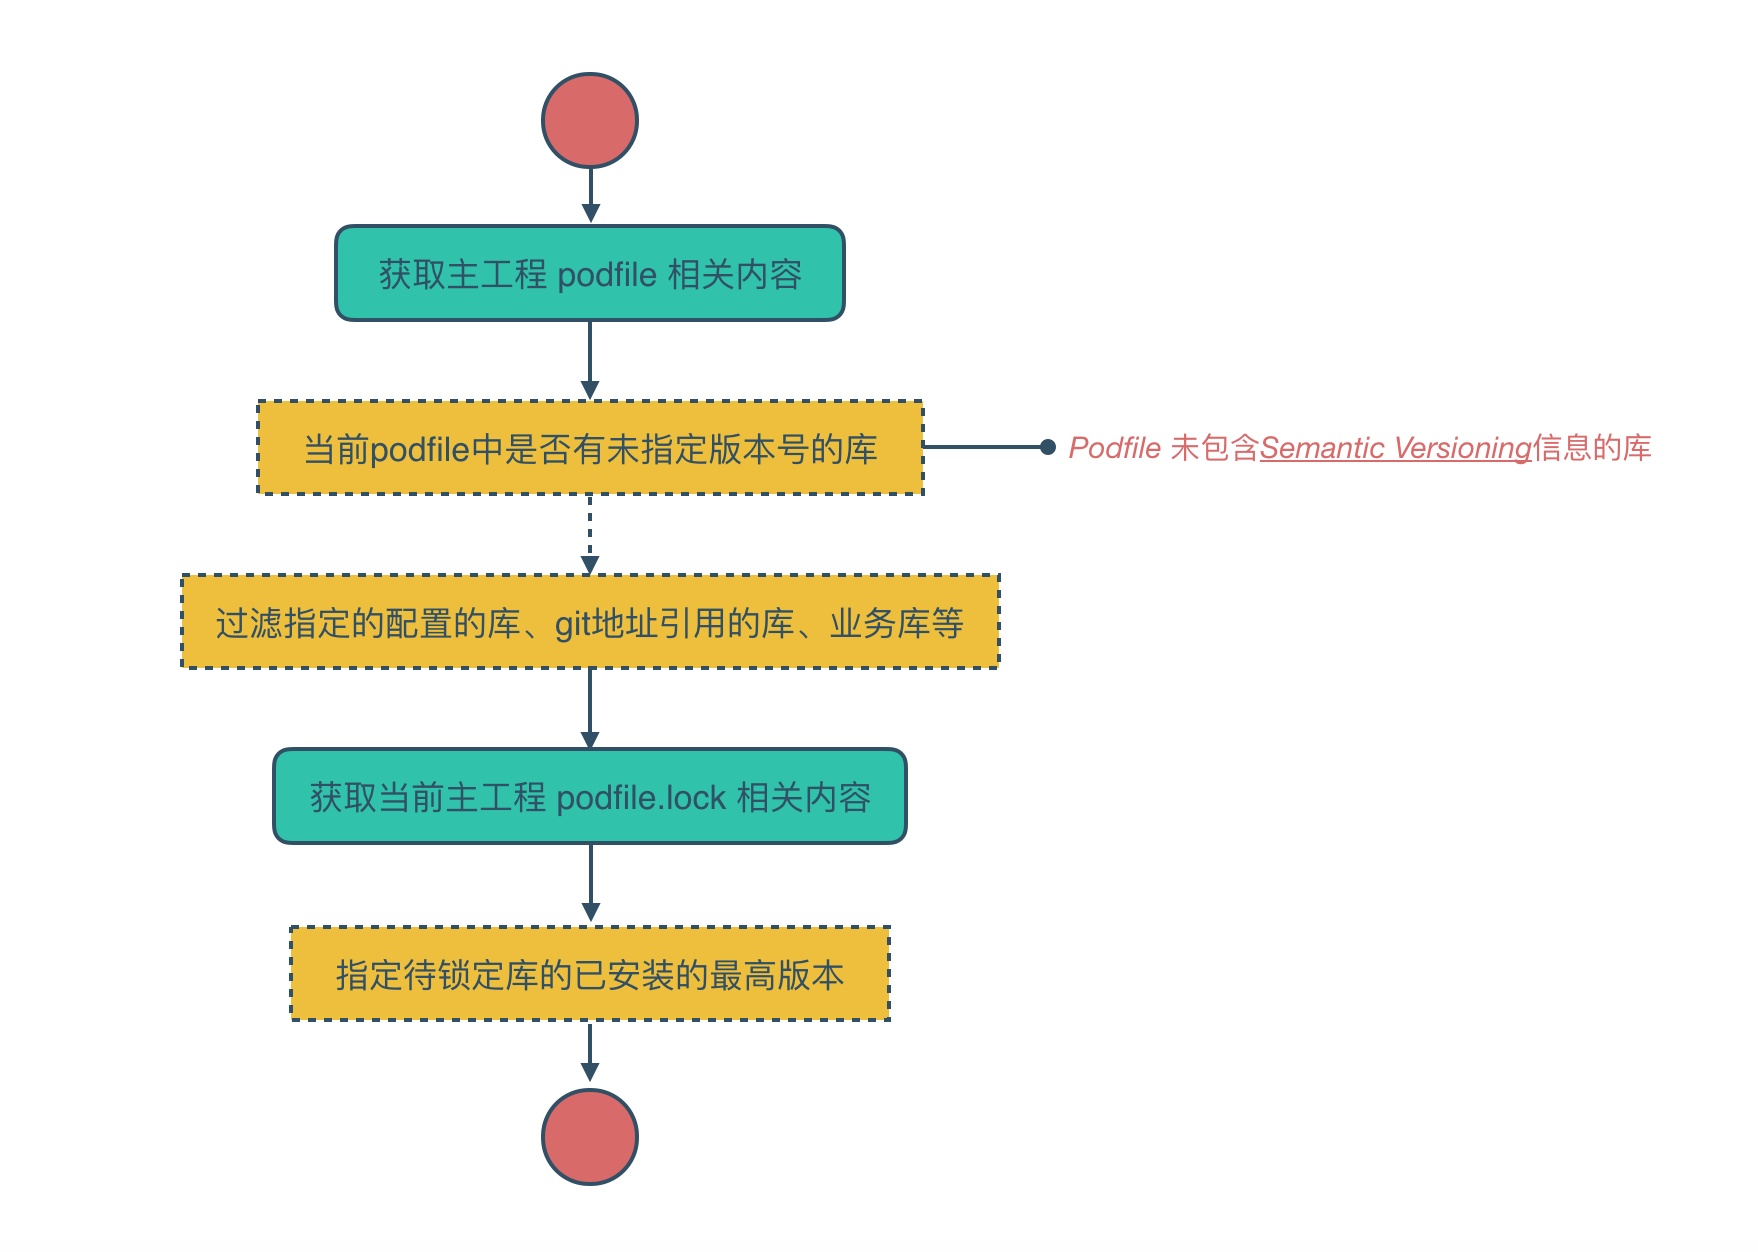 获取主工程 podfile 相关内容
当前podfile中是否有未指定版本号的库
Podfile 未包含Semantic Versioning信息的库
过滤指定的配置的库、git地址引用的库、业务库等
获取当前主工程 podfile.lock 相关内容
指定待锁定库的已安装的最高版本